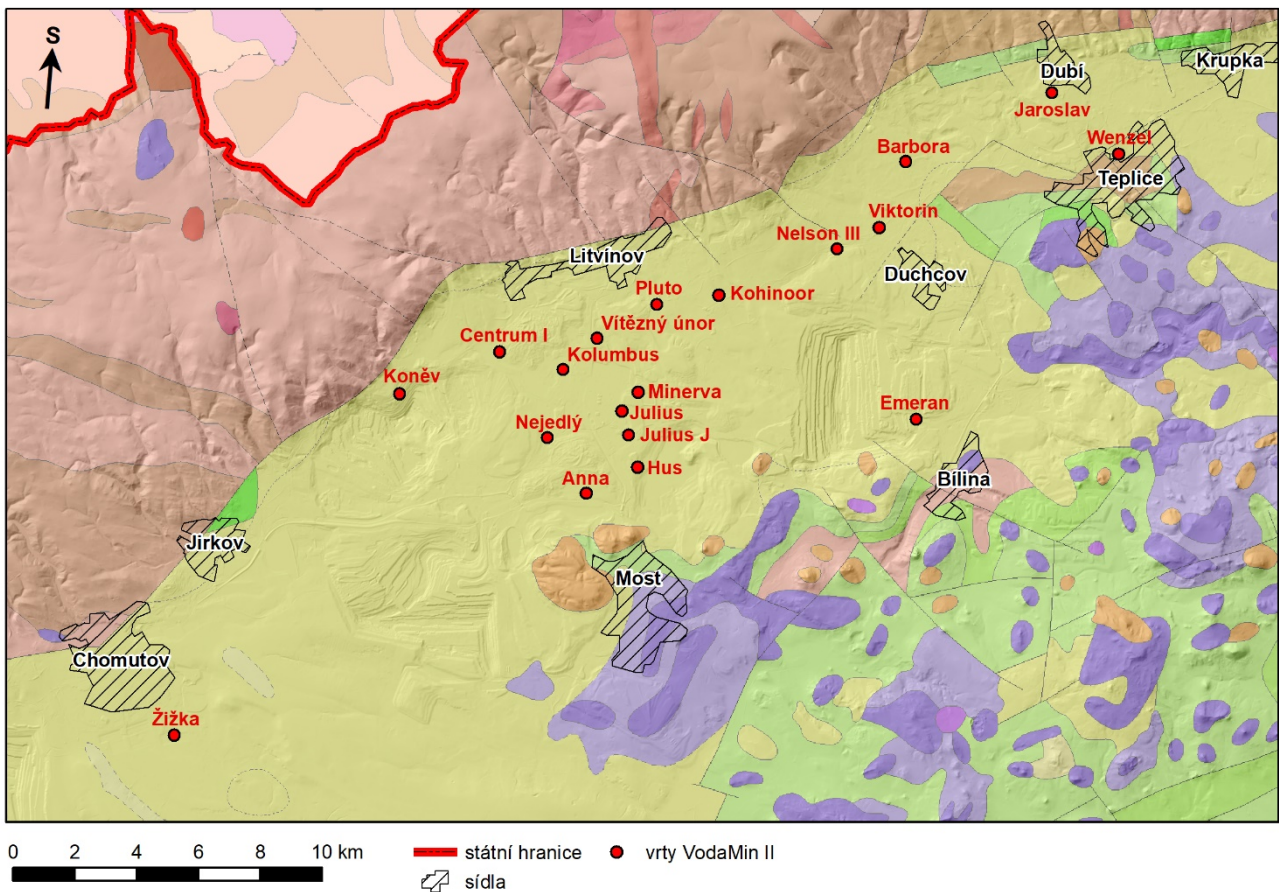 S
Dubí
Krupka
Jaroslav
Wenzel
Barbora
Teplice
Viktorin
Nelson III
Litvínov
Duchcov
Pluto
Kohinoor
Vítězný únor
Centrum I
Kolumbus
Koněv
Minerva
Emeran
Julius
Nejedlý
Julius J
Hus
Anna
Bílina
Jirkov
Most
Chomutov
Žižka
0 2 4 6 8 10 km
státní hranice
vrty VodaMin II
sídla